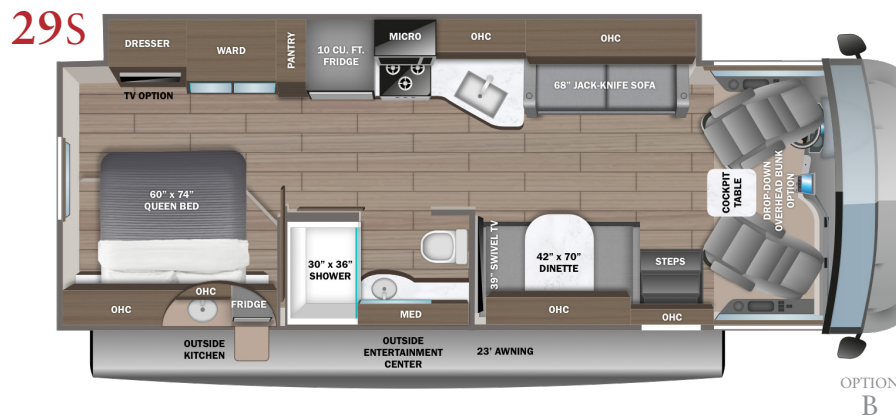 29S
DRESSER
WARD
PANTRY
10 CU. FT.
FRIDGE
MICRO
OHC
OHC
TV OPTION
68" JACK-KNIFE SOFA
60" x 74"
QUEEN BED
COCKPIT
TABLE
DROP-DOWN
OVERHEAD BUNK
OPTION
30" x 36"
SHOWER
39" SWIVEL TV
42" x 70"
DINETTE
STEPS
OHC
OHC
FRIDGE
MED
OHC
OHC
OUTSIDE
KITCHEN
OUTSIDE
ENTERTAINMENT
CENTER
23' AWNING
OPTION
B